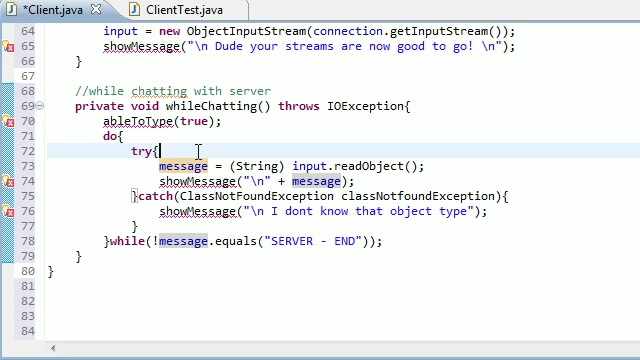 *Client.java
ClientTest.java
64 input = new ObjectInputStream(connection.getInputStream());
65 showMessage("\n Dude your streams are now good to go! \n");
66 }
67
68 //while chatting with server
69 private void whileChatting() throws IOException{
70 ableToType(true);
71 do{
72 try{
73 message = (String) input.readObject();
74 showMessage("\n" + message);
75 }catch(ClassNotFoundException classNotfoundException){
76 showMessage("\n I dont know that object type");
77 }
78 }while(!message.equals("SERVER - END"));
79 }
80 }
81
82
83
84